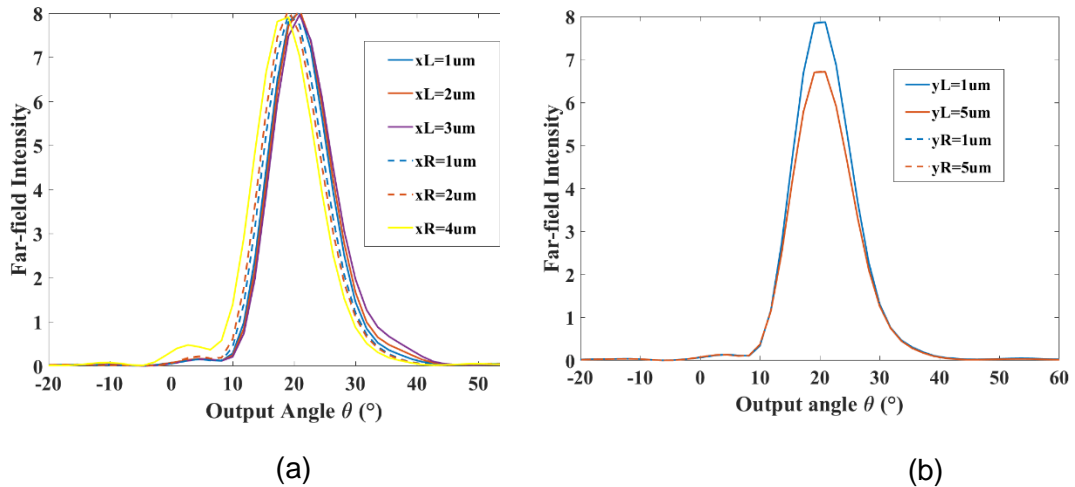 8
7
6
5
4
3
2
1
0
Far-field Intensity
-20
-10
0
10
20
30
40
50
Output Angle θ (°)
xL=1um
xL=2um
xL=3um
xR=1um
xR=2um
xR=4um
(a)
8
7
6
5
4
3
2
1
0
Far-field Intensity
-20
-10
0
10
20
30
40
50
60
Output angle θ (°)
yL=1um
yL=5um
yR=1um
yR=5um
(b)